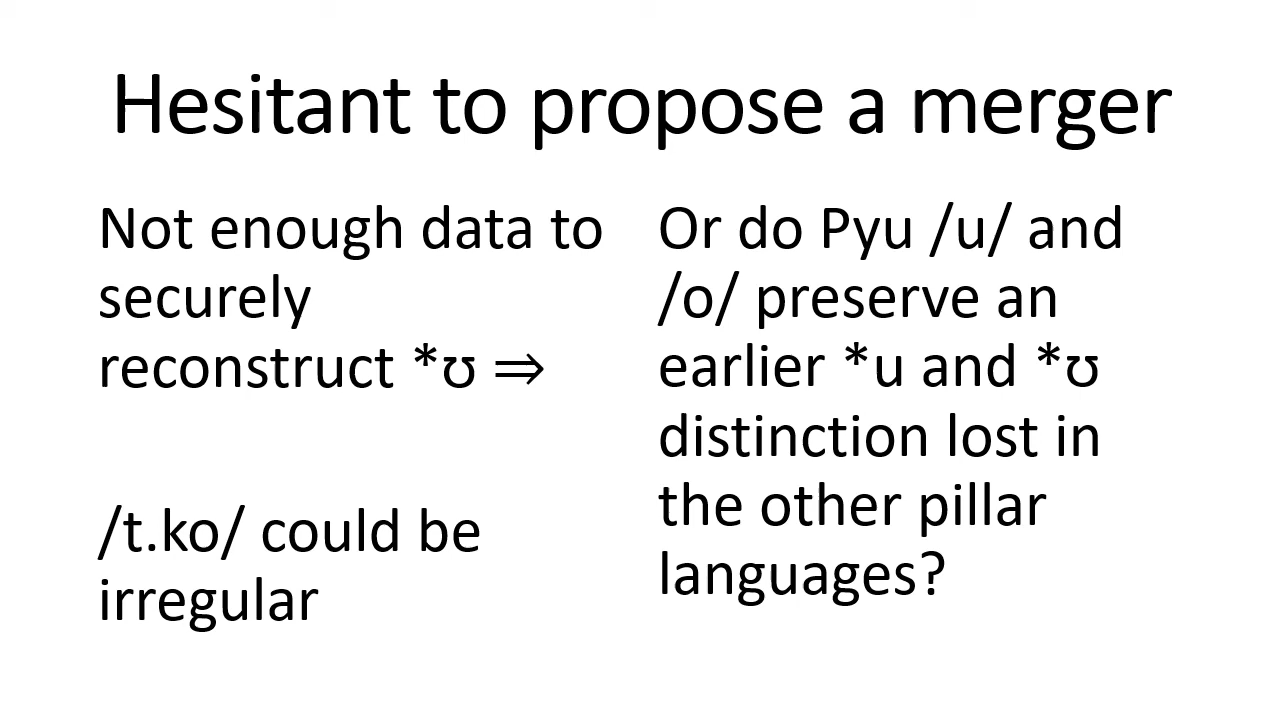 Hesitant to propose a merger
Not enough data to
securely
reconstruct *ʊ ⇒
/t.ko/ could be
irregular
Or do Pyu /u/ and
/o/ preserve an
earlier *u and *ʊ
distinction lost in
the other pillar
languages?